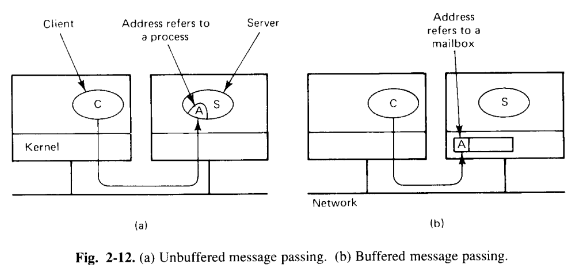 Client
Address refers to
a process
Server
Address
refers to a
mailbox
C
A
S
C
S
Kernel
A
Network
(a)
(b)
Fig. 2-12. (a) Unbuffered message passing. (b) Buffered message passing.